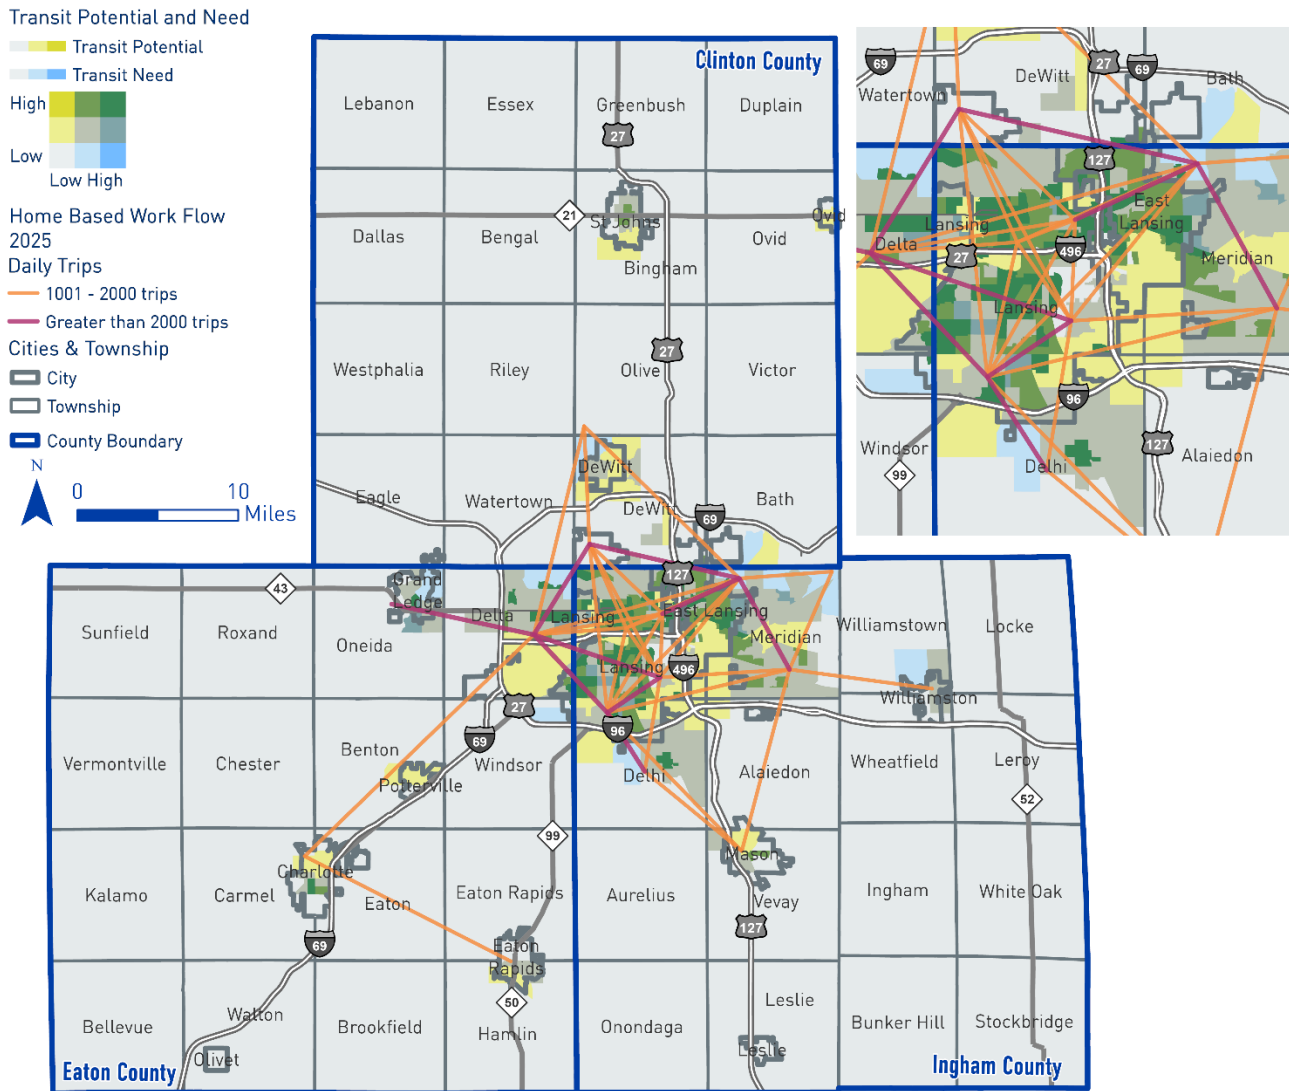 Transit Potential and Need
Transit Potential
Transit Need
High
Low
Low High
Home Based Work Flow
2025
Daily Trips
1001 - 2000 trips
Greater than 2000 trips
Cities & Township
City
Township
County Boundary
N
0 10
Miles
Clinton County
Lebanon
Essex
Greenbush
Duplain
27
21
St Johns
Ovid
Dallas
Bengal
Ovid
Bingham
27
Westphalia
Riley
Olive
Victor
DeWitt
Eagle
Watertown
DeWitt
69
Bath
43
Grand
Ledge
127
Sunfield
Roxand
Oneida
Delta
Lansing
East Lansing
Meridian
Williamstown
Locke
Lansing
496
Williamston
27
69
96
Benton
Windsor
Vermontville
Chester
Potterville
Delhi
Alaiedon
Wheatfield
Leroy
52
99
Charlotte
Mason
Kalamo
Carmel
Eaton
Eaton Rapids
Aurelius
Vevay
Ingham
White Oak
127
69
Eaton
Rapids
50
Bellevue
Walton
Brookfield
Hamlin
Onondaga
Leslie
Bunker Hill
Stockbridge
Olivet
Leslie
Eaton County
Ingham County
69
Watertown
DeWitt
27
69
Bath
127
East
Lansing
Lansing
Delta
27
496
Meridian
Lansing
96
Windsor
99
Delhi
127
Alaiedon